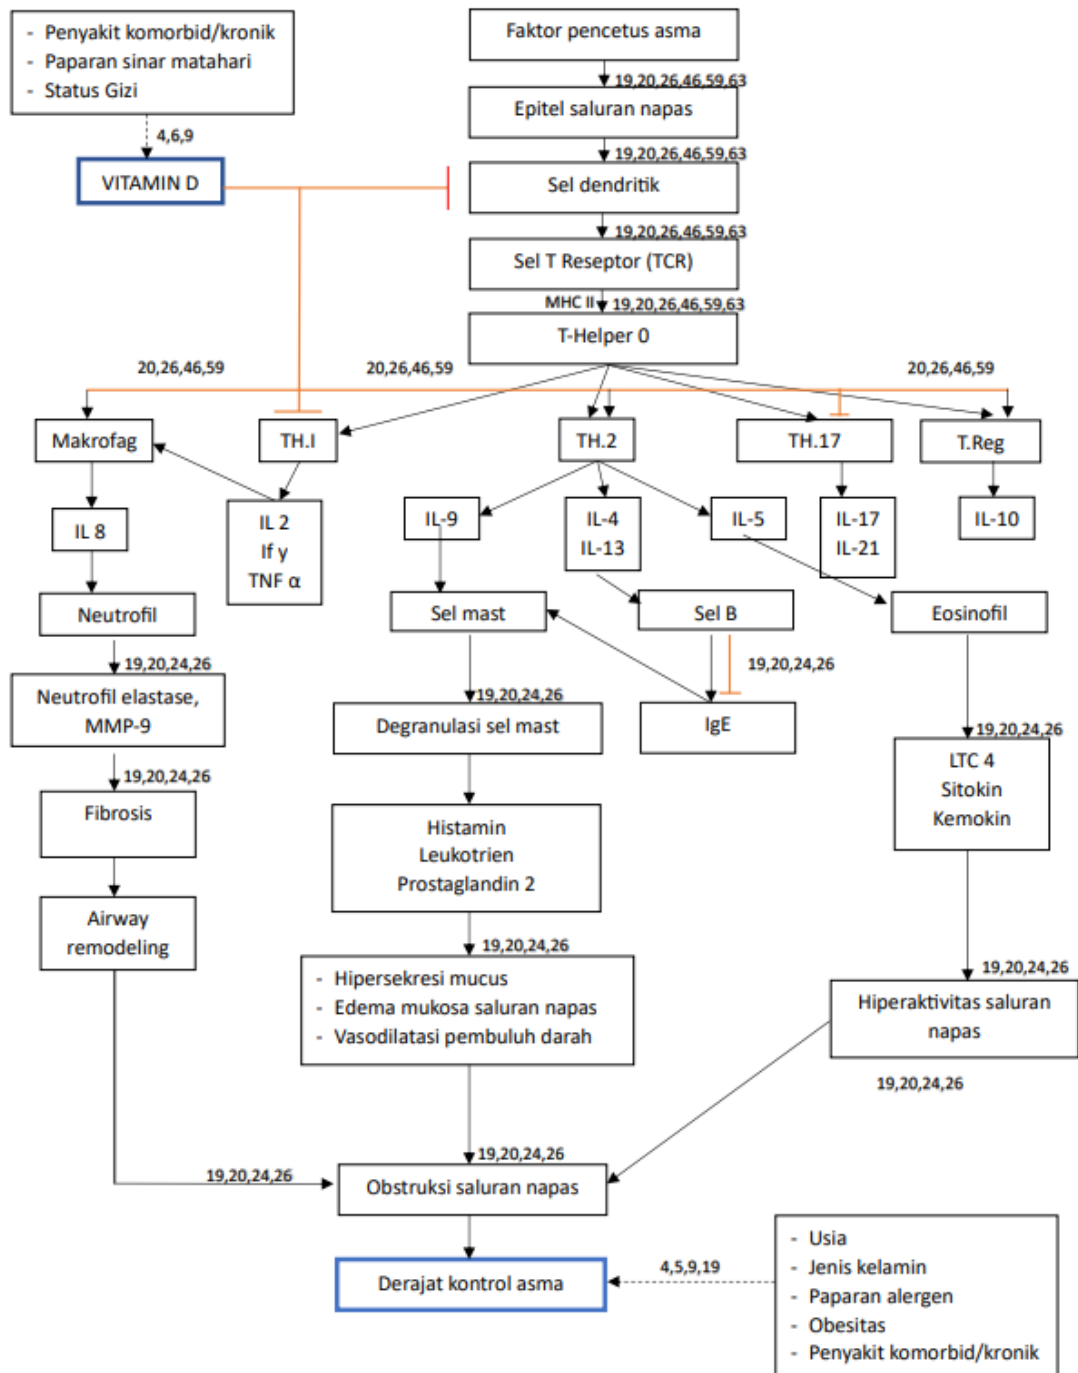 - Penyakit komorbid/kronik
- Paparan sinar matahari
- Status Gizi
4,6,9
VITAMIN D
Faktor pencetus asma
19,20,26,46,59,63
Epitel saluran napas
19,20,26,46,59,63
Sel dendritik
19,20,26,46,59,63
Sel T Reseptor (TCR)
MHC II
19,20,26,46,59,63
T-Helper 0
20,26,46,59
20,26,46,59
20,26,46,59
Makrofag
TH.I
TH.2
TH.17
T.Reg
IL 8
IL 2
If y
TNF α
IL-9
IL-4
IL-13
IL-5
IL-17
IL-21
IL-10
Neutrofil
Sel mast
Sel B
Eosinofil
19,20,24,26
19,20,24,26
19,20,24,26
19,20,24,26
Neutrofil elastase,
MMP-9
Degranulasi sel mast
IgE
LTC 4
Sitokin
Kemokin
19,20,24,26
Fibrosis
Histamin
Leukotrien
Prostaglandin 2
Airway
remodeling
19,20,24,26
- Hipersekresi mucus
- Edema mukosa saluran napas
- Vasodilatasi pembuluh darah
19,20,24,26
Hiperaktivitas saluran
napas
19,20,24,26
19,20,24,26
19,20,24,26
Obstruksi saluran napas
Derajat kontrol asma
4,5,9,19
- Usia
- Jenis kelamin
- Paparan alergen
- Obesitas
- Penyakit komorbid/kronik